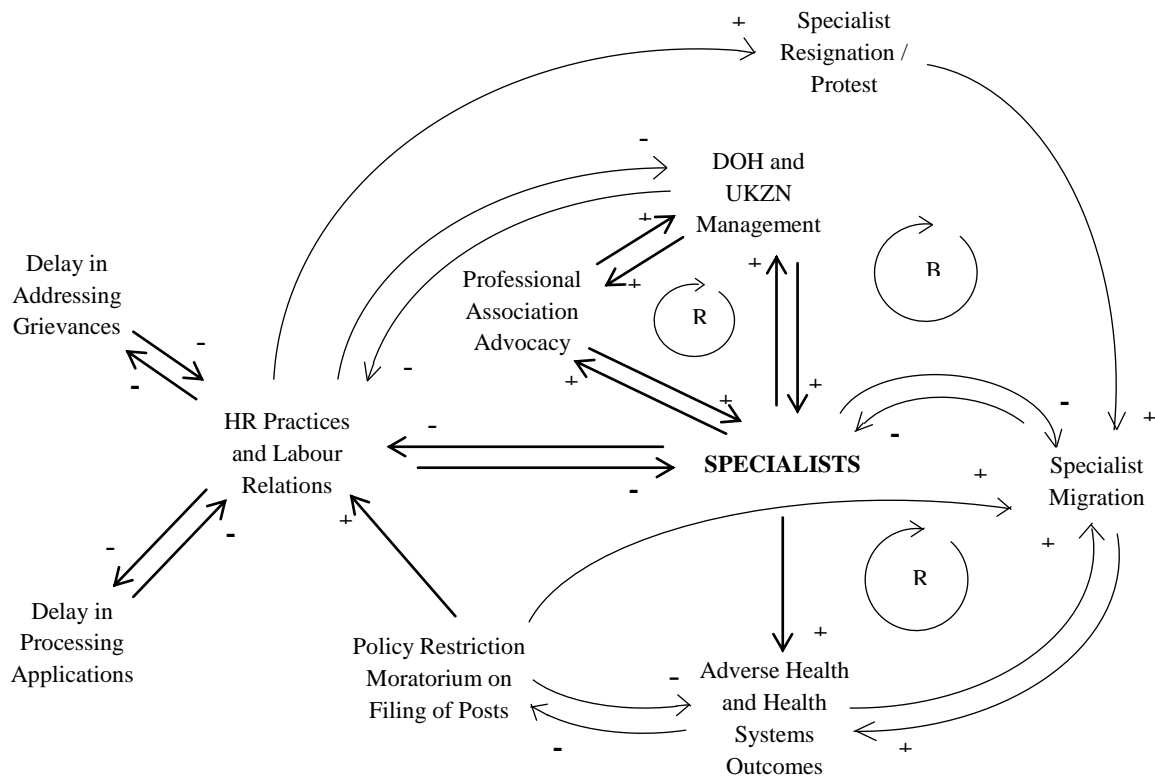 +
Specialist
Resignation /
Protest
-
DOH and
UKZN
Management
+
+
B
Delay in
Addressing
Grievances
Professional
Association
Advocacy
+
R
-
-
-
+
+
+
-
+
HR Practices
and Labour
Relations
-
-
SPECIALISTS
-
Specialist
Migration
+
+
-
-
+
+
R
Delay in
Processing
Applications
Policy Restriction
Moratorium on
Filing of Posts
+
-
-
Adverse Health
and Health
Systems
Outcomes
+